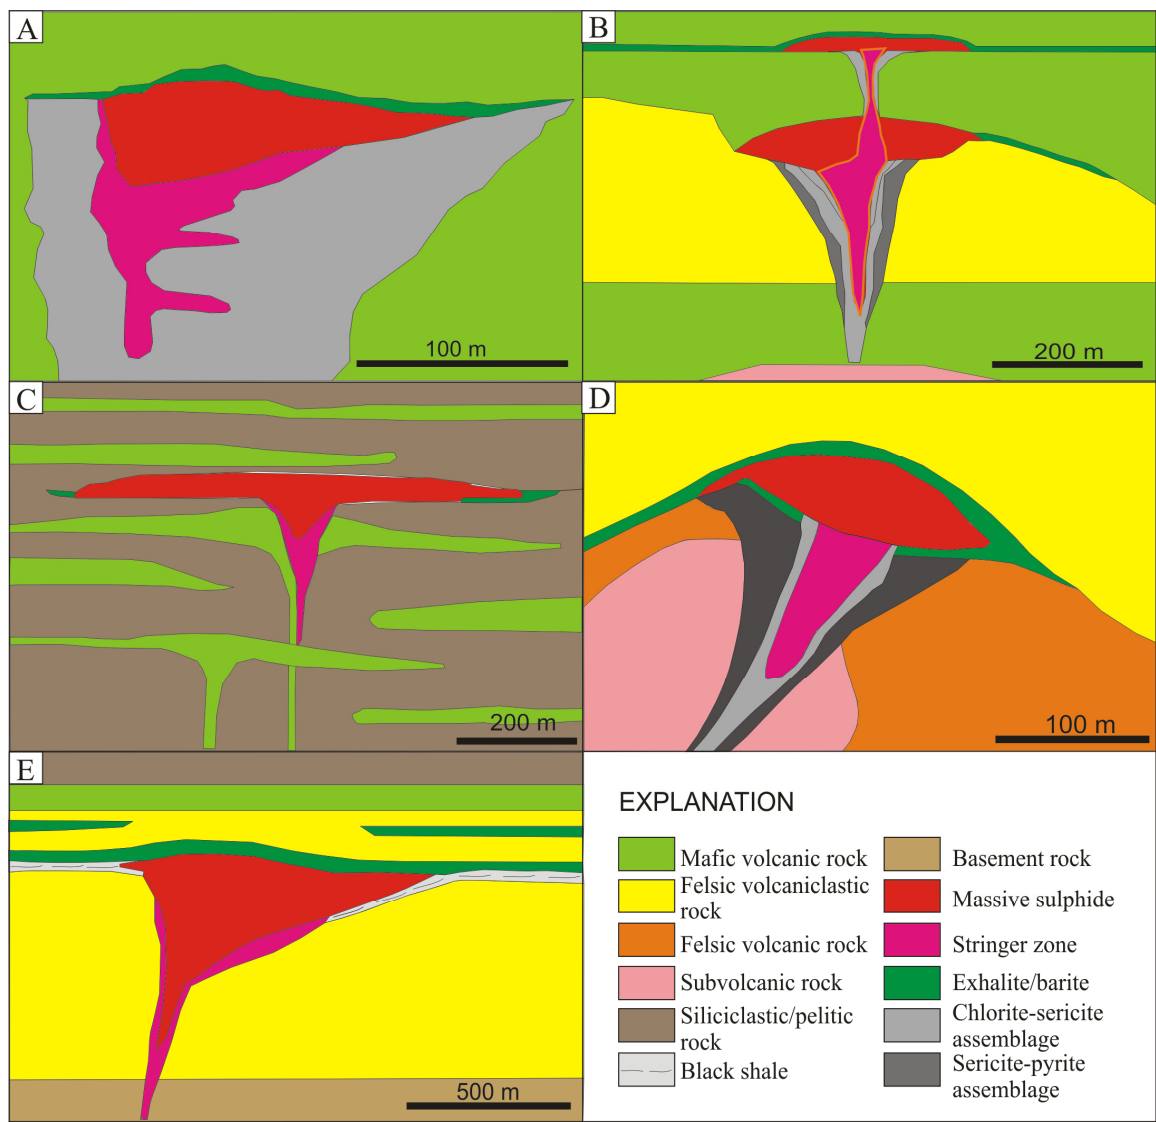 A
B
100 m
200 m
C
D
200 m
100 m
E
500 m
EXPLANATION
Mafic volcanic rock
Felsic volcaniclastic
rock
Felsic volcanic rock
Subvolcanic rock
Siliciclastic/pelitic
rock
Black shale
Basement rock
Massive sulphide
Stringer zone
Exhalite/barite
Chlorite-sericite
assemblage
Sericite-pyrite
assemblage